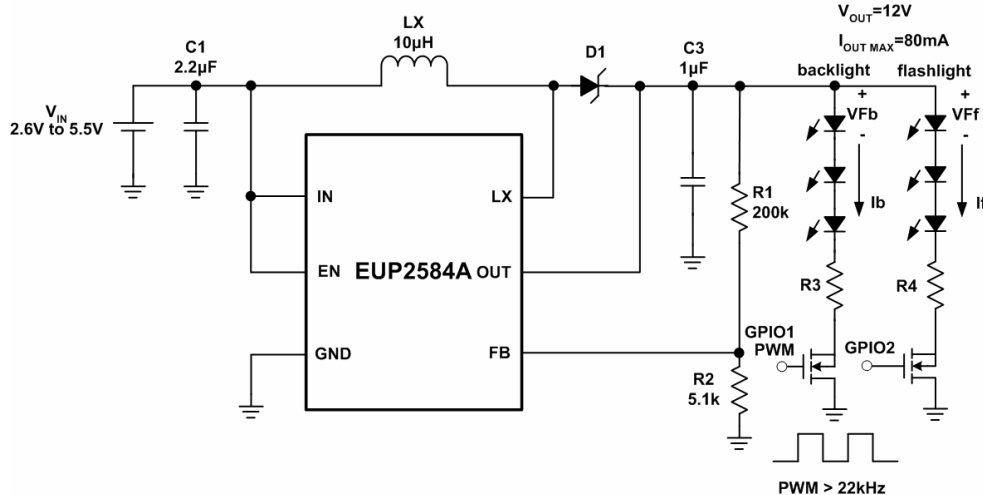 VOUT=12V
IOUT MAX=80mA
LX
10µH
C1
2.2µF
D1
C3
1µF
backlight
flashlight
VIN
2.6V to 5.5V
+
VFb
-
+
VFf
-
IN
LX
R1
200k
Ib
If
EN
EUP2584A
OUT
R3
R4
GND
FB
GPIO1
PWM
GPIO2
R2
5.1k
PWM > 22kHz